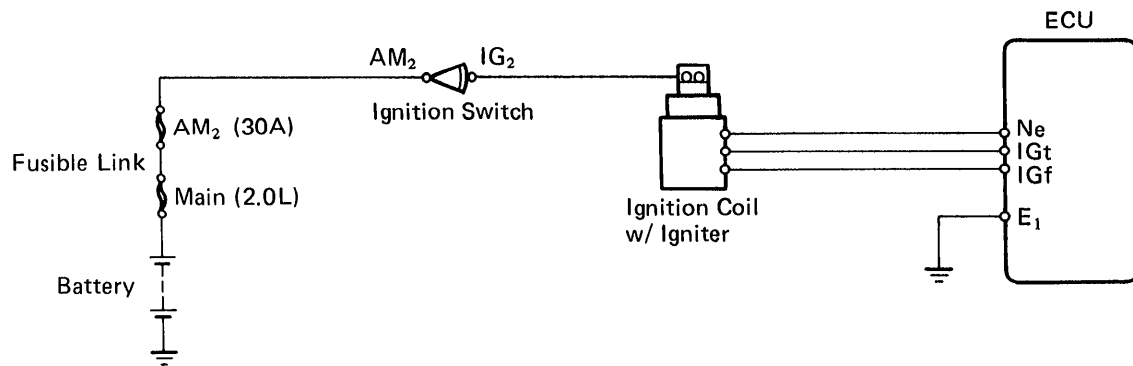 ECU
AM₂ IG₂
Ignition Switch
AM₂ (30A)
Fusible Link
Main (2.0L)
Battery
Ignition Coil
w/ Igniter
Ne
IGt
IGf
E₁